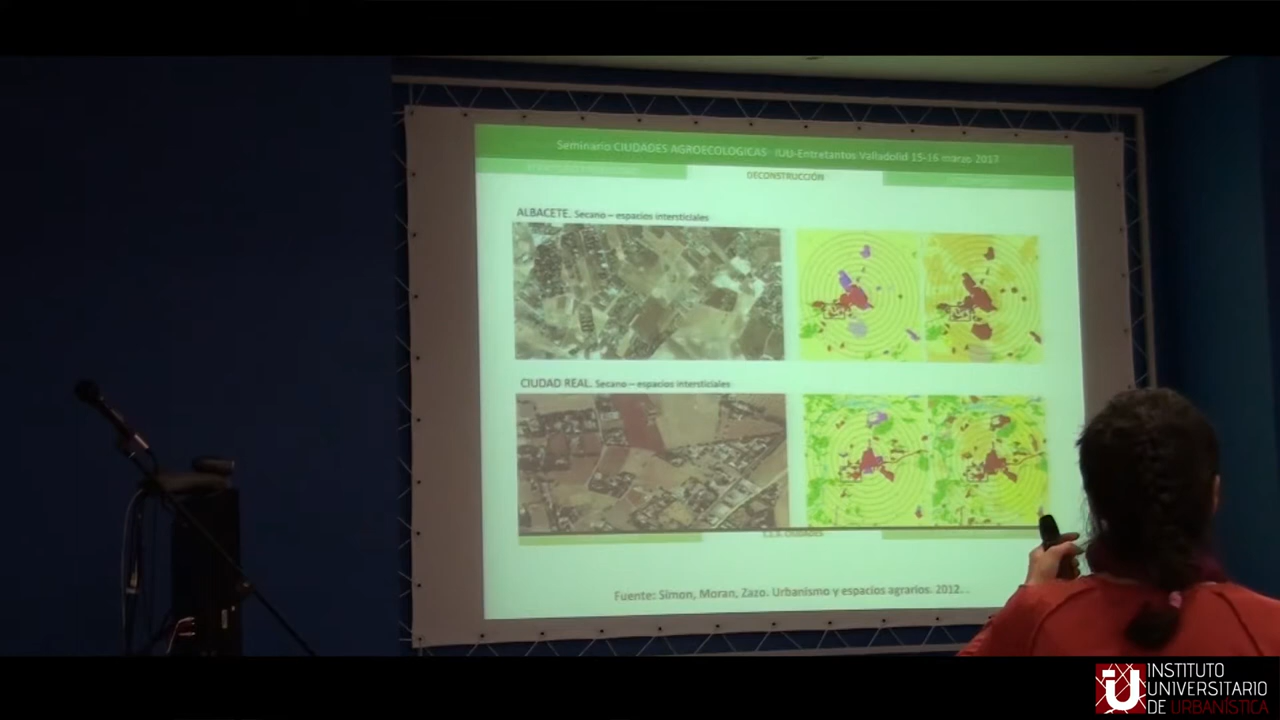 Seminario CIUDADES AGROECOLOGICAS- IUU-Entretantos Valladolid 15-16 marzo 2017
DECONSTRUCCIÓN
ALBACETE. Secano – espacios intersticiales
CIUDAD REAL. Secano – espacios intersticiales
CIUDADES
Fuente: Simon, Moran, Zazo. Urbanismo y espacios agrarios. 2012. .
INSTITUTO
UNIVERSITARIO
DE URBANÍSTICA